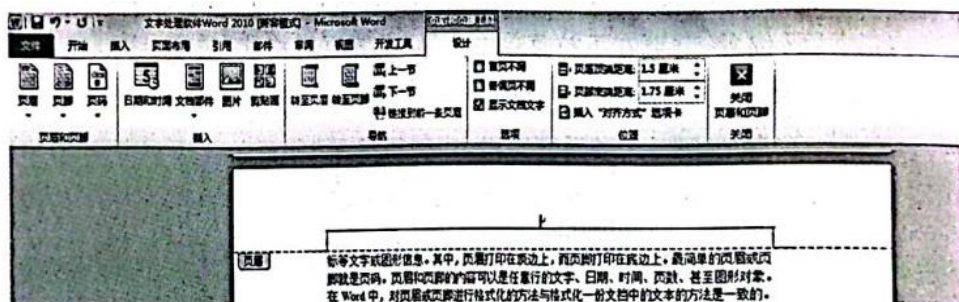 文字处理软件Word 2010 [兼容模式] - Microsoft Word
文件 开始 插入 页面布局 引用 邮件 审阅 视图 开发工具 设计
上一节 首页不同 页眉顶端距离: 1.5 厘米
下一节 奇偶页不同 页脚底端距离: 1.75 厘米
页眉 页脚 页码 日期和时间 文档部件 图片 剪贴画 转至页眉 转至页脚 链接到前一条页眉 显示文档文字 插入“对齐方式”选项卡 关闭
页眉和页脚
页眉和页脚 插入 导航 选项 位置 关闭
页眉
标等文字或图形信息。其中，页眉打印在顶边上，而页脚打印在底边上。最简单的页眉或页
脚就是页码。页眉和页脚的内容可以是任意行的文字、日期、时间、页数、甚至图形对象。
在 Word 中，对页眉或页脚进行格式化的方法与格式化一份文档中的文本的方法是一致的。